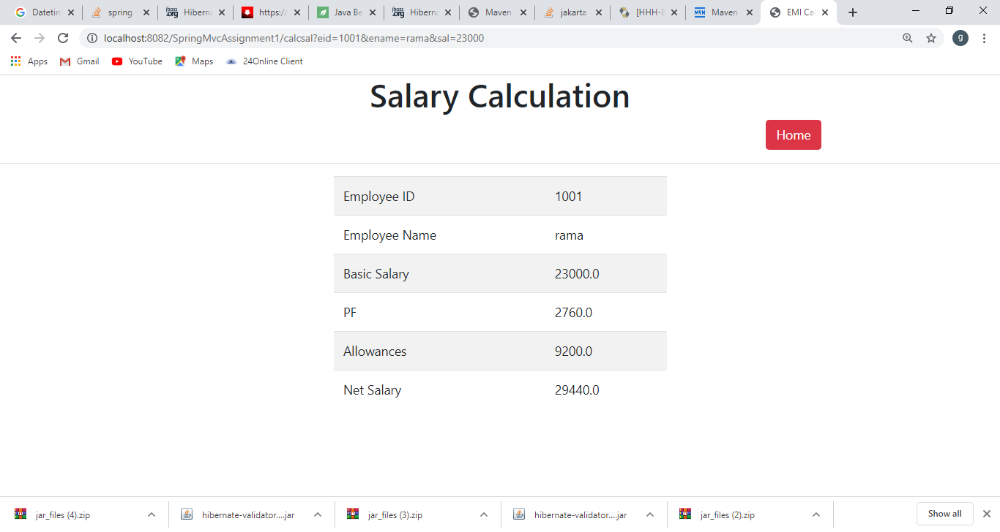 Datetin spring Hiberna https:/ Java Be Hiberna Maven jakarta [HHH-8 Maven EMI Cal
localhost:8082/SpringMvcAssignment1/calcsal?eid=1001&ename=rama&sal=23000 g
Apps Gmail YouTube Maps 24Online Client
Salary Calculation
Home
Employee ID 1001
Employee Name rama
Basic Salary 23000.0
PF 2760.0
Allowances 9200.0
Net Salary 29440.0
jar_files (4).zip hibernate-validator....jar jar_files (3).zip hibernate-validator....jar jar_files (2).zip Show all